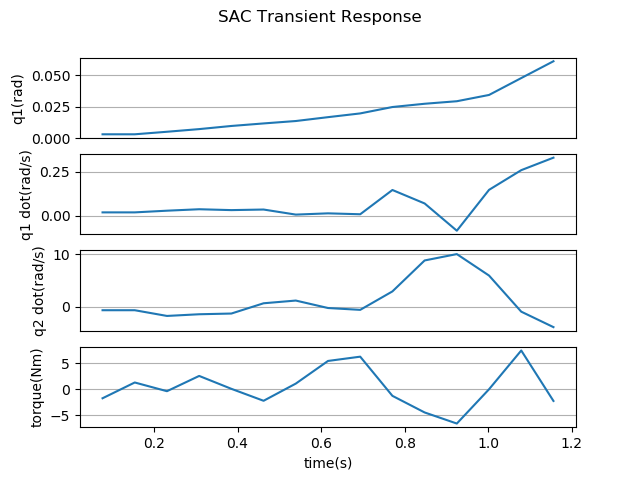 SAC Transient Response
0.050
0.025
0.000
q1(rad)
0.25
0.00
q1 dot(rad/s)
10
0
q2 dot(rad/s)
5
0
−5
torque(Nm)
0.2 0.4 0.6 0.8 1.0 1.2
time(s)